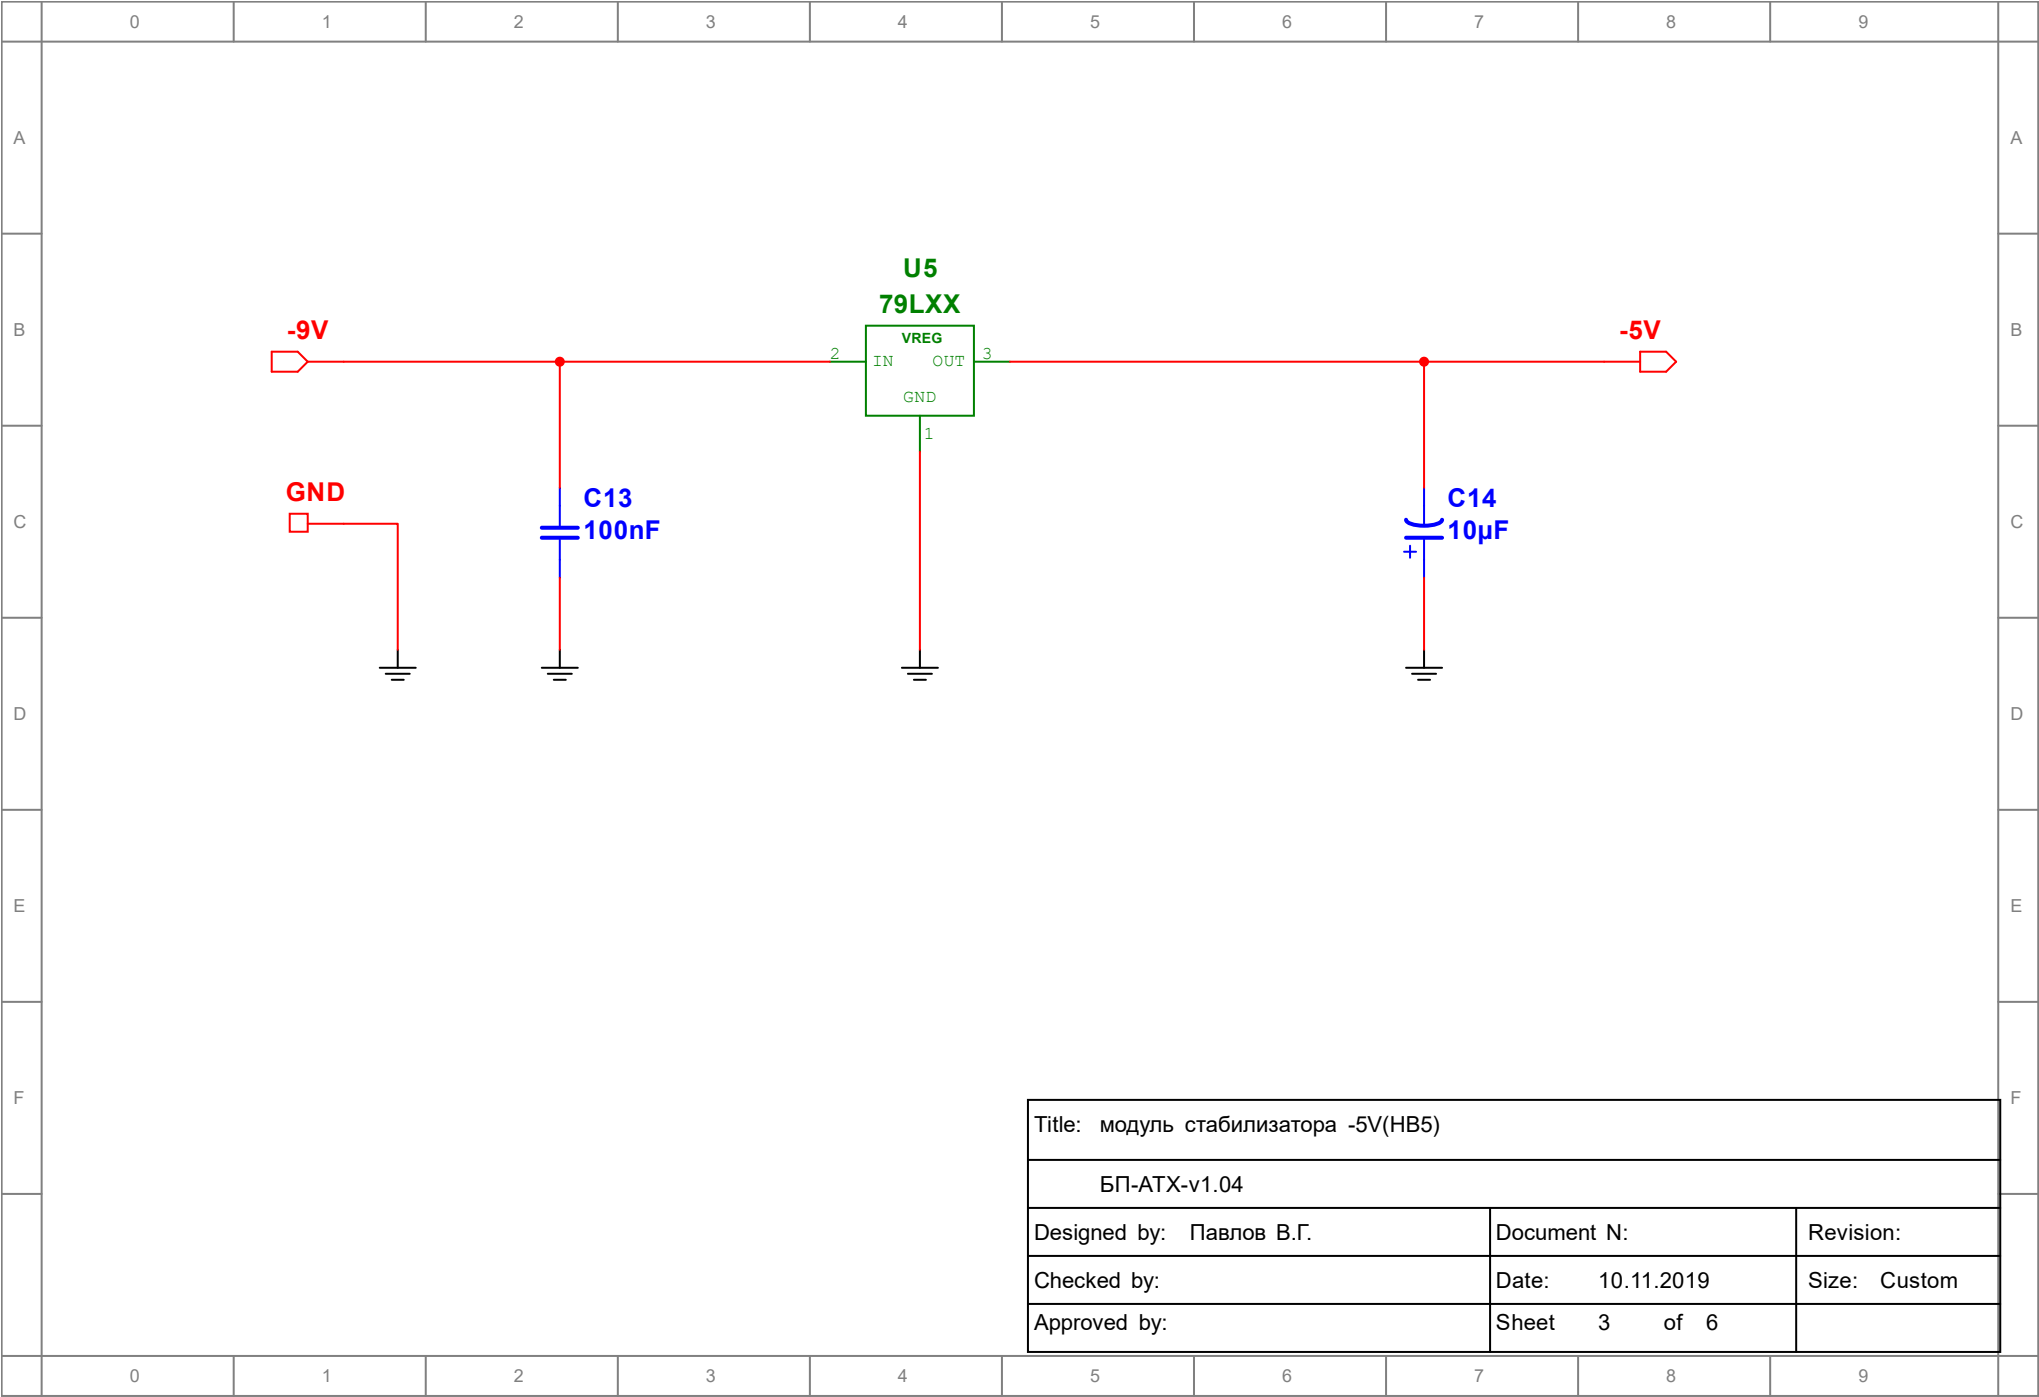 0 1 2 3 4 5 6 7 8 9
A A
U5
79LXX
B -9V -5V B
VREG
2 IN OUT 3
GND
1
GND C13 C14
C 100nF 10µF C
+
D D
E E
F F
Title: модуль стабилизатора -5V(HB5)
БП-ATX-v1.04
Designed by: Павлов В.Г. Document N: Revision:
Checked by: Date: 10.11.2019 Size: Custom
Approved by: Sheet 3 of 6
0 1 2 3 4 5 6 7 8 9